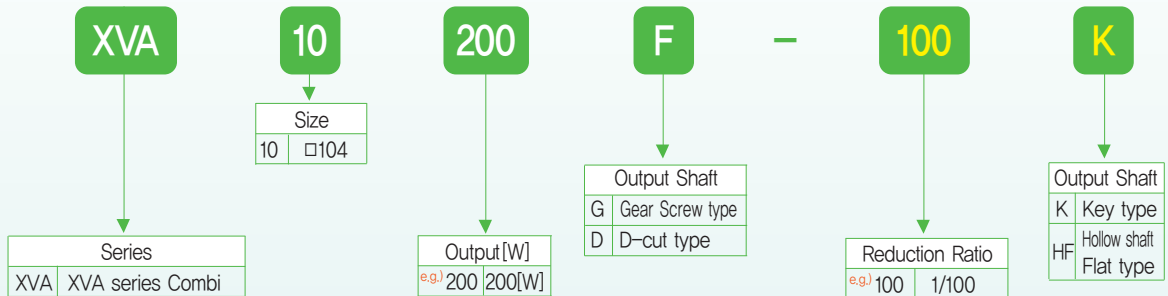 XVA 10 200 F - 100 K
Size
10 □104
Output Shaft
G Gear Screw type
D D-cut type
Output Shaft
K Key type
HF Hollow shaft
Flat type
Series
XVA XVA series Combi
Output[W]
e.g.) 200 200[W]
Reduction Ratio
e.g.) 100 1/100